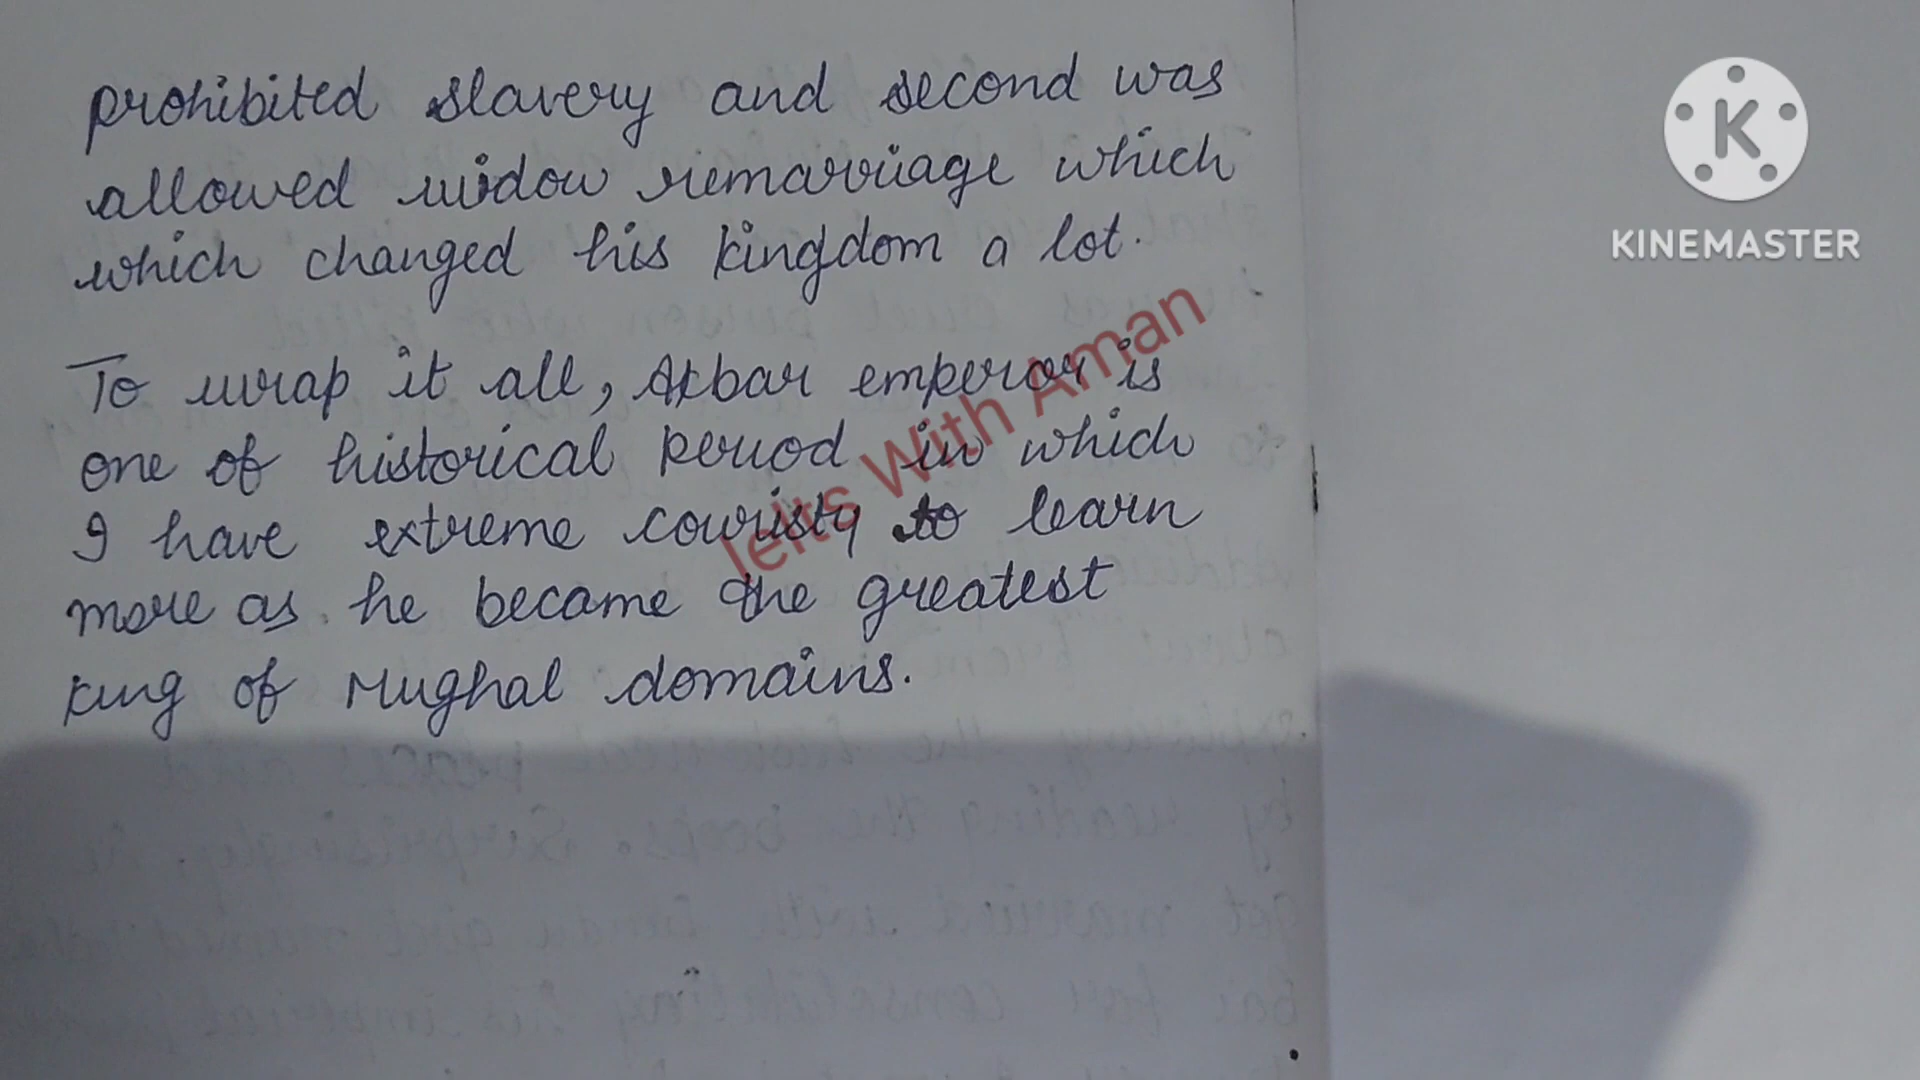 prohibited slavery and second was
allowed widow remarriage which
which changed his kingdom a lot.
To wrap it all, Akbar emperor is
one of historical period in which
I have extreme couristy to learn
more as he became the greatest
king of Mughal domains.
Ielts With Aman
KINEMASTER